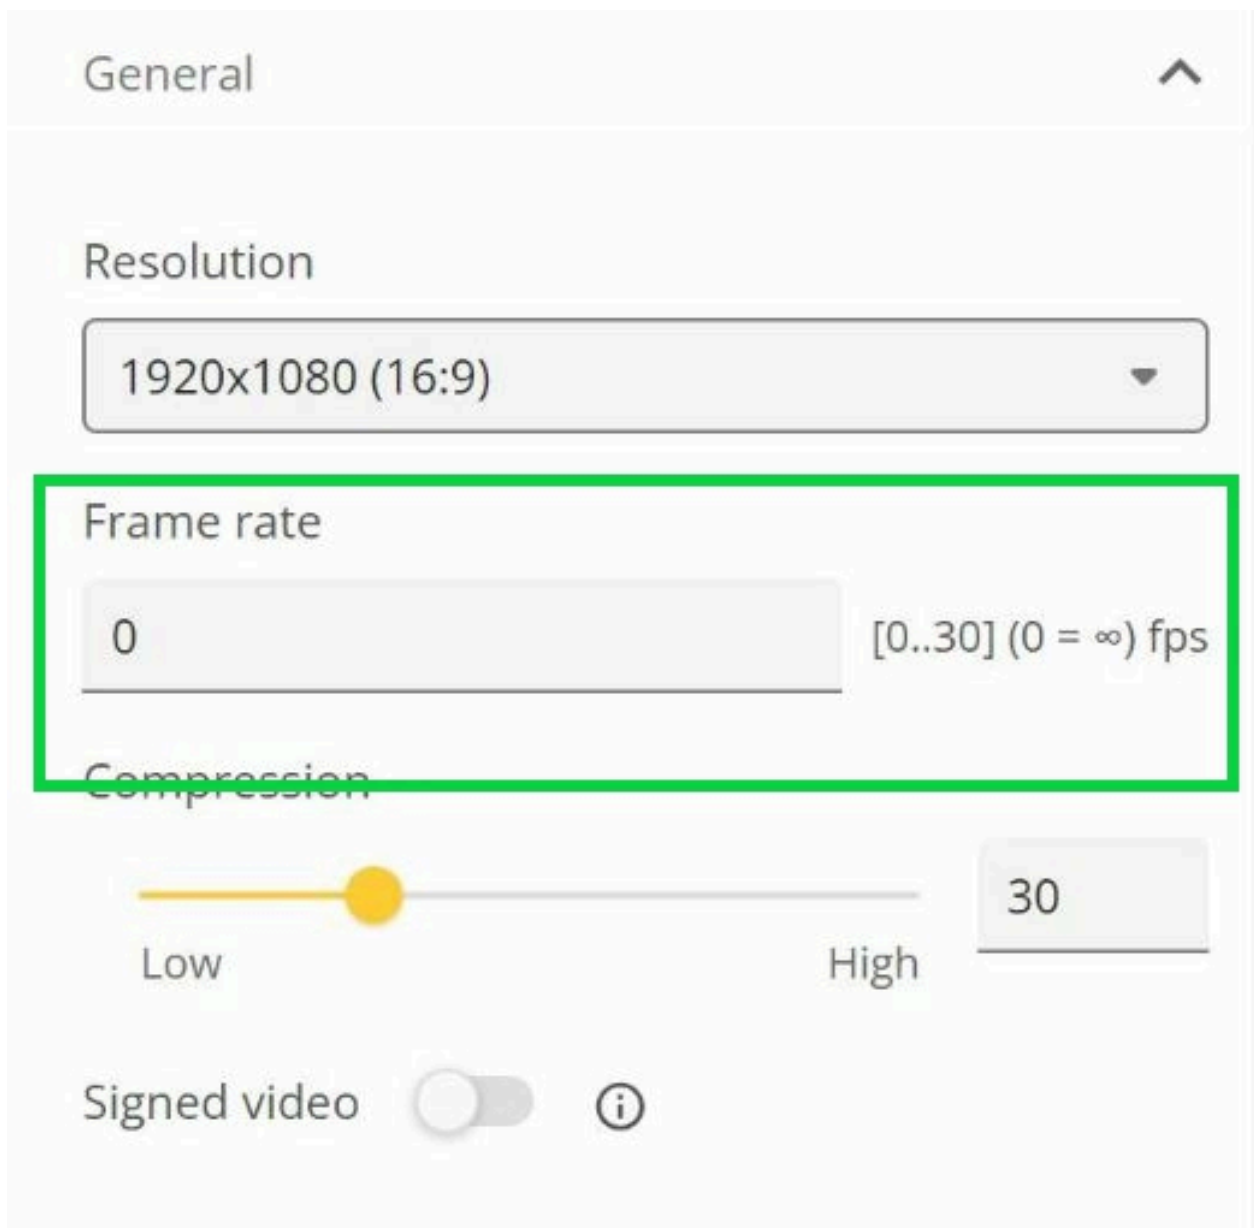 General
Resolution
1920x1080 (16:9)
Frame rate
0 [0..30] (0 = ∞) fps
Compression
30
Low High
Signed video